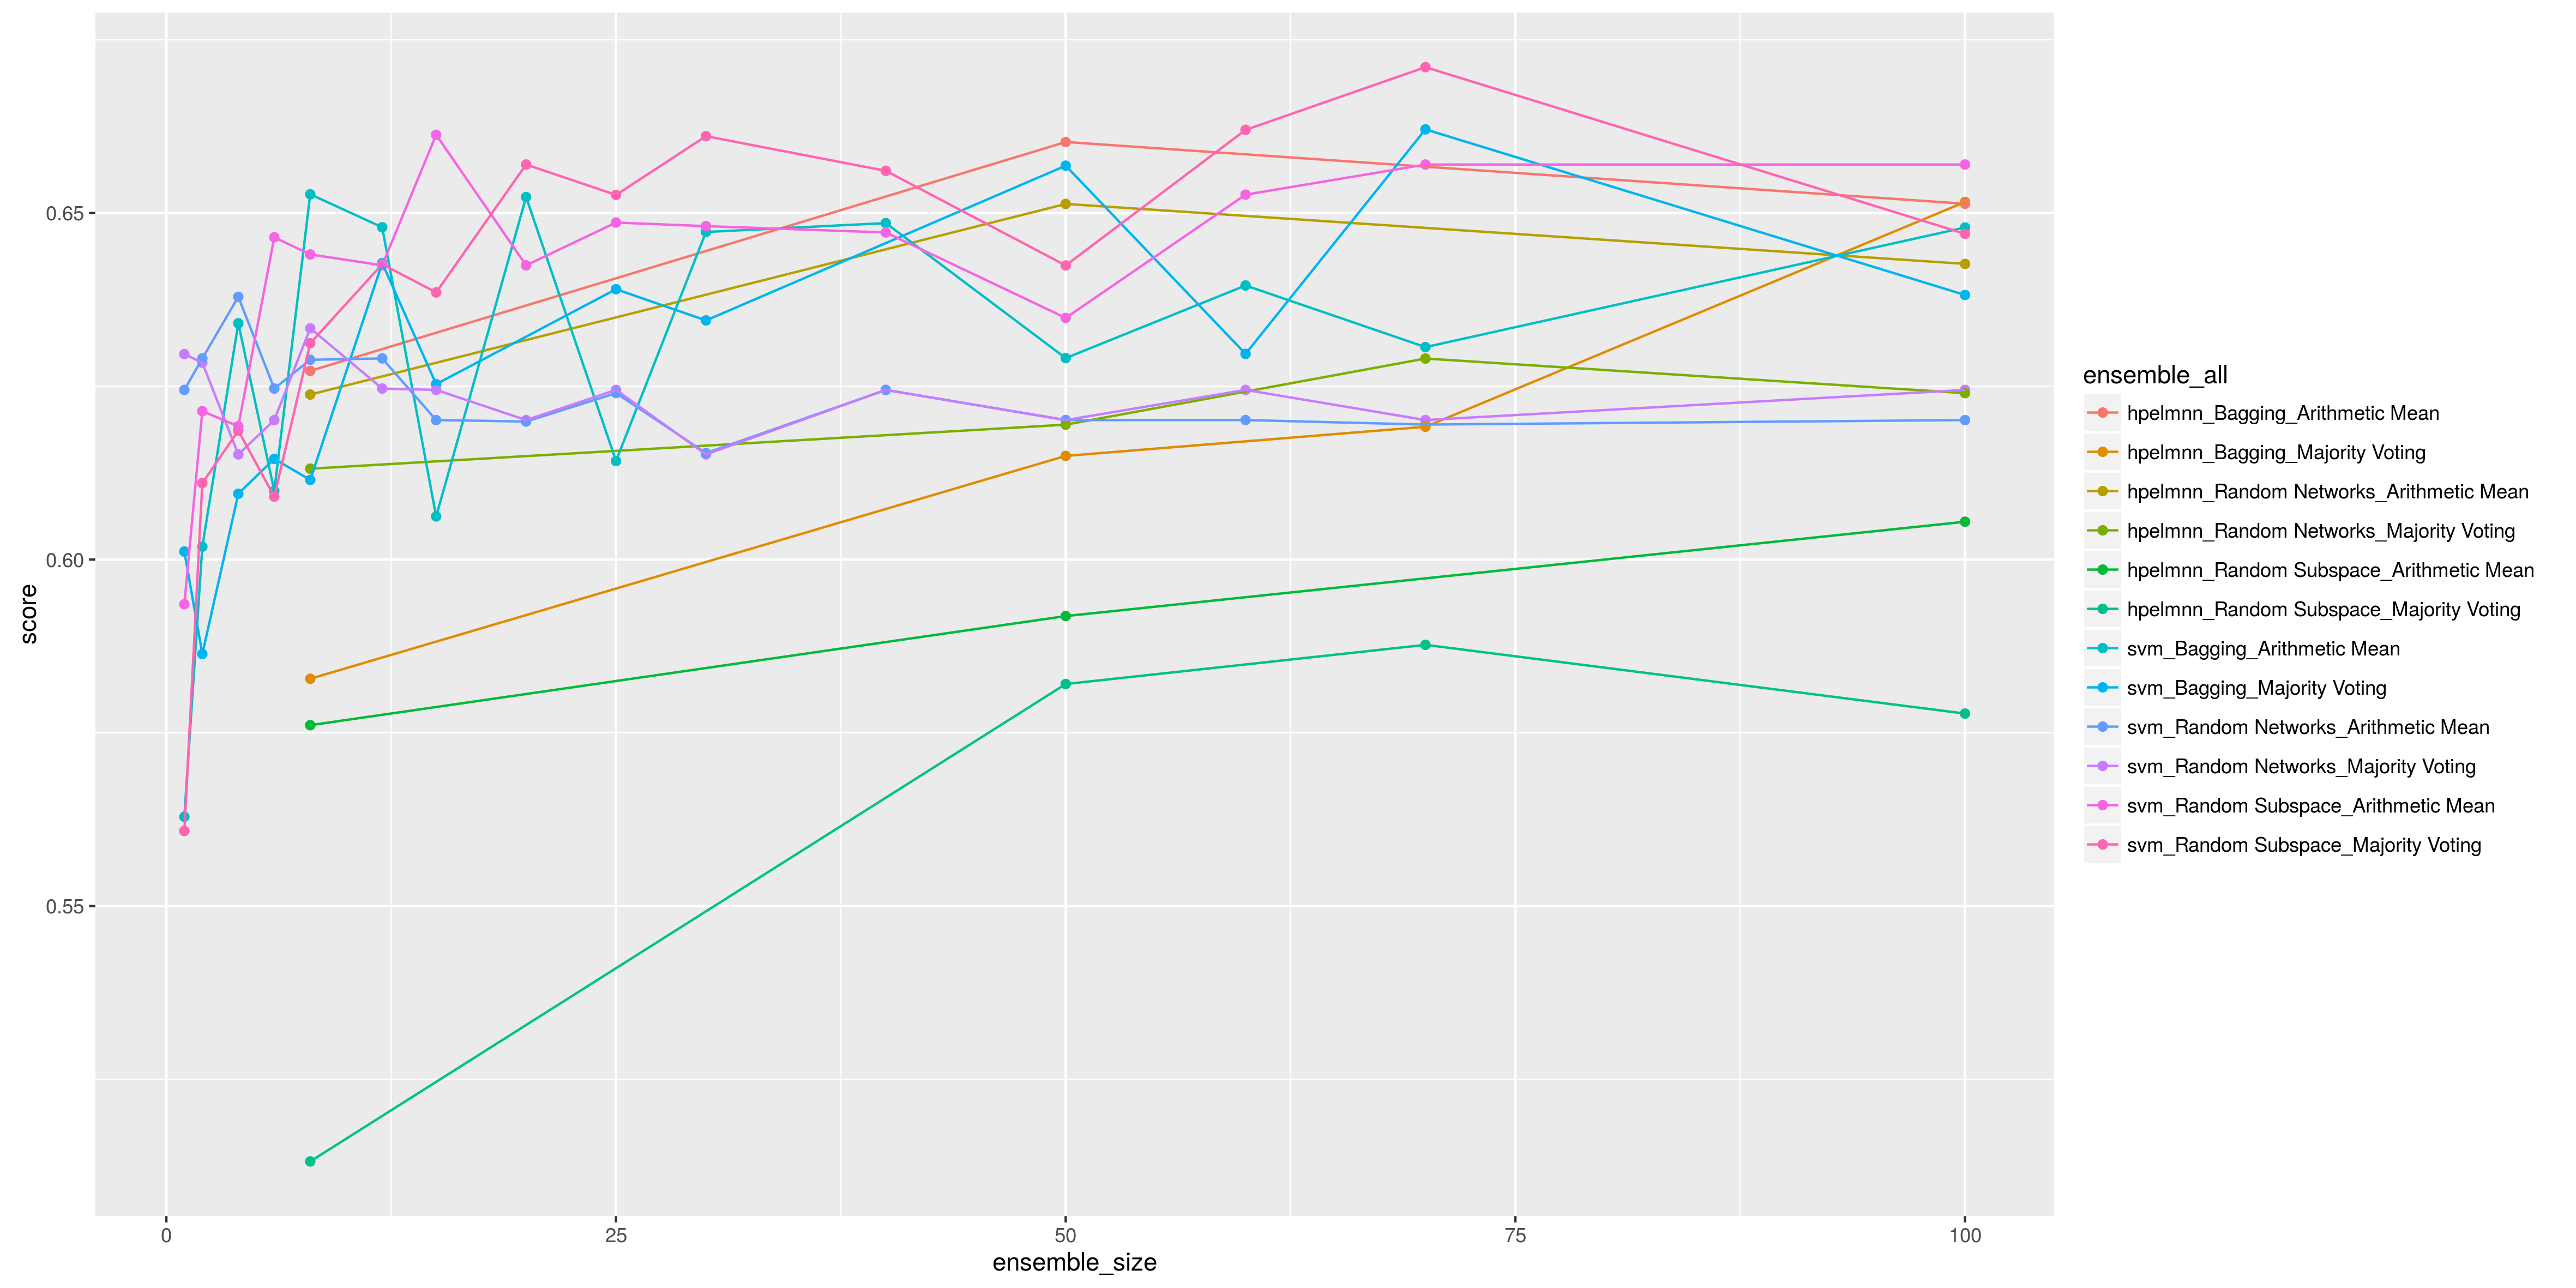 score
0.65
0.60
0.55
0
25
50
75
100
ensemble_size
ensemble_all
hpelmnn_Bagging_Arithmetic Mean
hpelmnn_Bagging_Majority Voting
hpelmnn_Random Networks_Arithmetic Mean
hpelmnn_Random Networks_Majority Voting
hpelmnn_Random Subspace_Arithmetic Mean
hpelmnn_Random Subspace_Majority Voting
svm_Bagging_Arithmetic Mean
svm_Bagging_Majority Voting
svm_Random Networks_Arithmetic Mean
svm_Random Networks_Majority Voting
svm_Random Subspace_Arithmetic Mean
svm_Random Subspace_Majority Voting